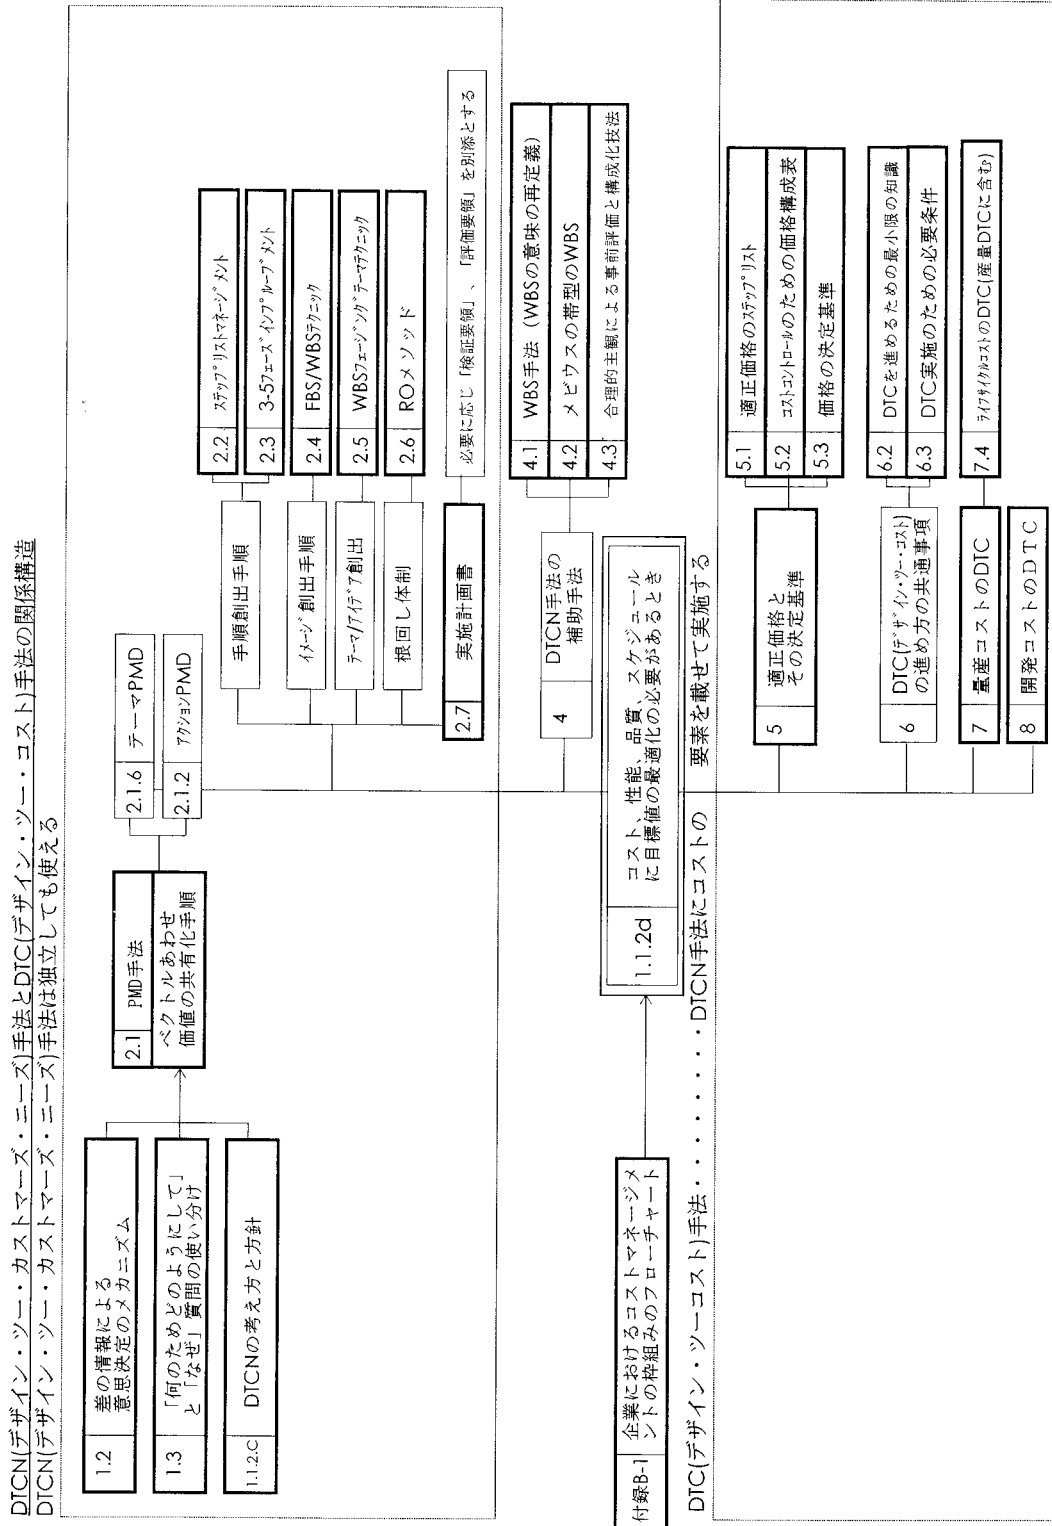 DTCN(デザイン・ツー・カストマーズ・ニーズ)手法とDTC(デザイン・ツー・コスト)手法の関係構造
DTCN(デザイン・ツー・カストマーズ・ニーズ)手法は独立しても使える
1.2
差の情報による
意思決定のメカニズム
1.3
「何のためどのようにして」
と「なぜ」質問の使い分け
1.1.2.C
DTCNの考え方と方針
2.1
PMD手法
ベクトルあわせ
価値の共有化手順
2.1.6
テーマPMD
2.1.2
アクションPMD
手順創出手順
2.2
ステップリストマネージメント
2.3
3-5フェーズインプルーブメント
イメージ創出手順
2.4
FBS/WBSテクニック
テーマ/アイデア創出
2.5
WBSフェージングテーマテクニック
根回し体制
2.6
ROメソッド
2.7
実施計画書
必要に応じ「検証要領」、「評価要領」を別添とする
4
DTCN手法の
補助手法
4.1
WBS手法（WBSの意味の再定義)
4.2
メビウスの帯型のWBS
4.3
合理的主観による事前評価と構成化技法
付録B-1
企業におけるコストマネージメ
ントの枠組みのフローチャート
1.1.2d
コスト、性能、品質、スケジュール
に目標値の最適化の必要があるとき
DTC(デザイン・ツーコスト)手法・・・・・・・・DTCN手法にコストの　要素を載せて実施する
5
適正価格と
その決定基準
5.1
適正価格のステップリスト
5.2
コストコントロールのための価格構成表
5.3
価格の決定基準
6
DTC(デザイン・ツー・コスト)
の進め方の共通事項
6.2
DTCを進めるための最小限の知識
6.3
DTC実施のための必要条件
7
量産コストのDTC
7.4
ライフサイクルコストのDTC(産量DTCに含む)
8
開発コストのDTC